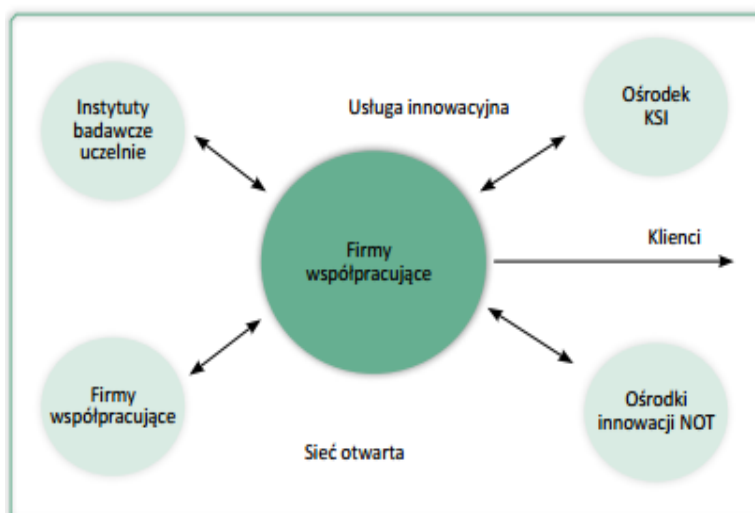 Instytuty
badawcze
uczelnie
Usługa innowacyjna
Ośrodek
KSI
Klienci
Firmy
współpracujące
Firmy
współpracujące
Ośrodki
innowacji NOT
Sieć otwarta